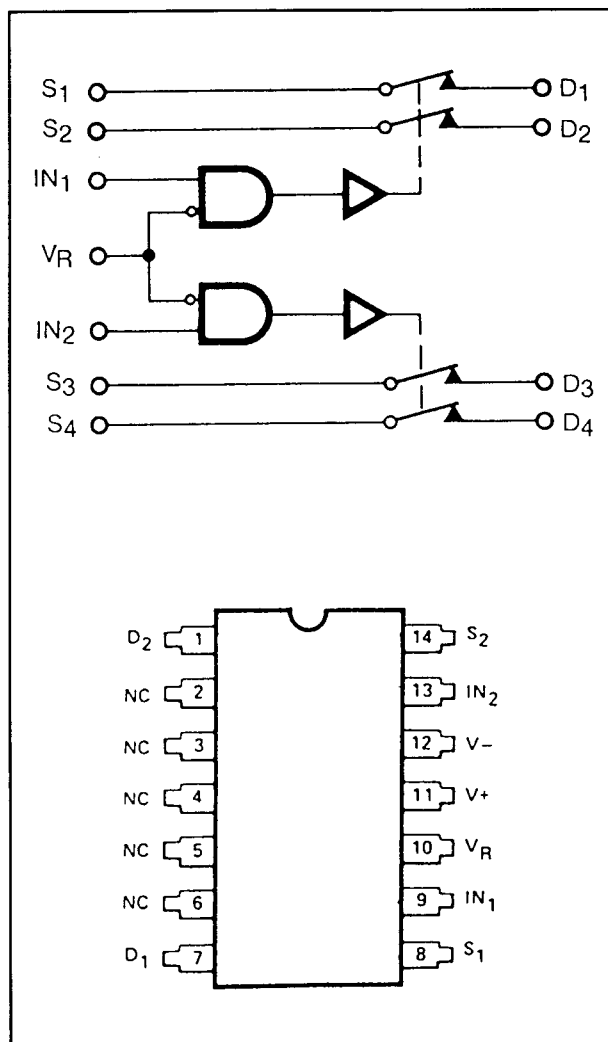 S1 D1
S2 D2
IN1
VR
IN2
S3 D3
S4 D4
D2 1 14 S2
NC 2 13 IN2
NC 3 12 V−
NC 4 11 V+
NC 5 10 VR
NC 6 9 IN1
D1 7 8 S1